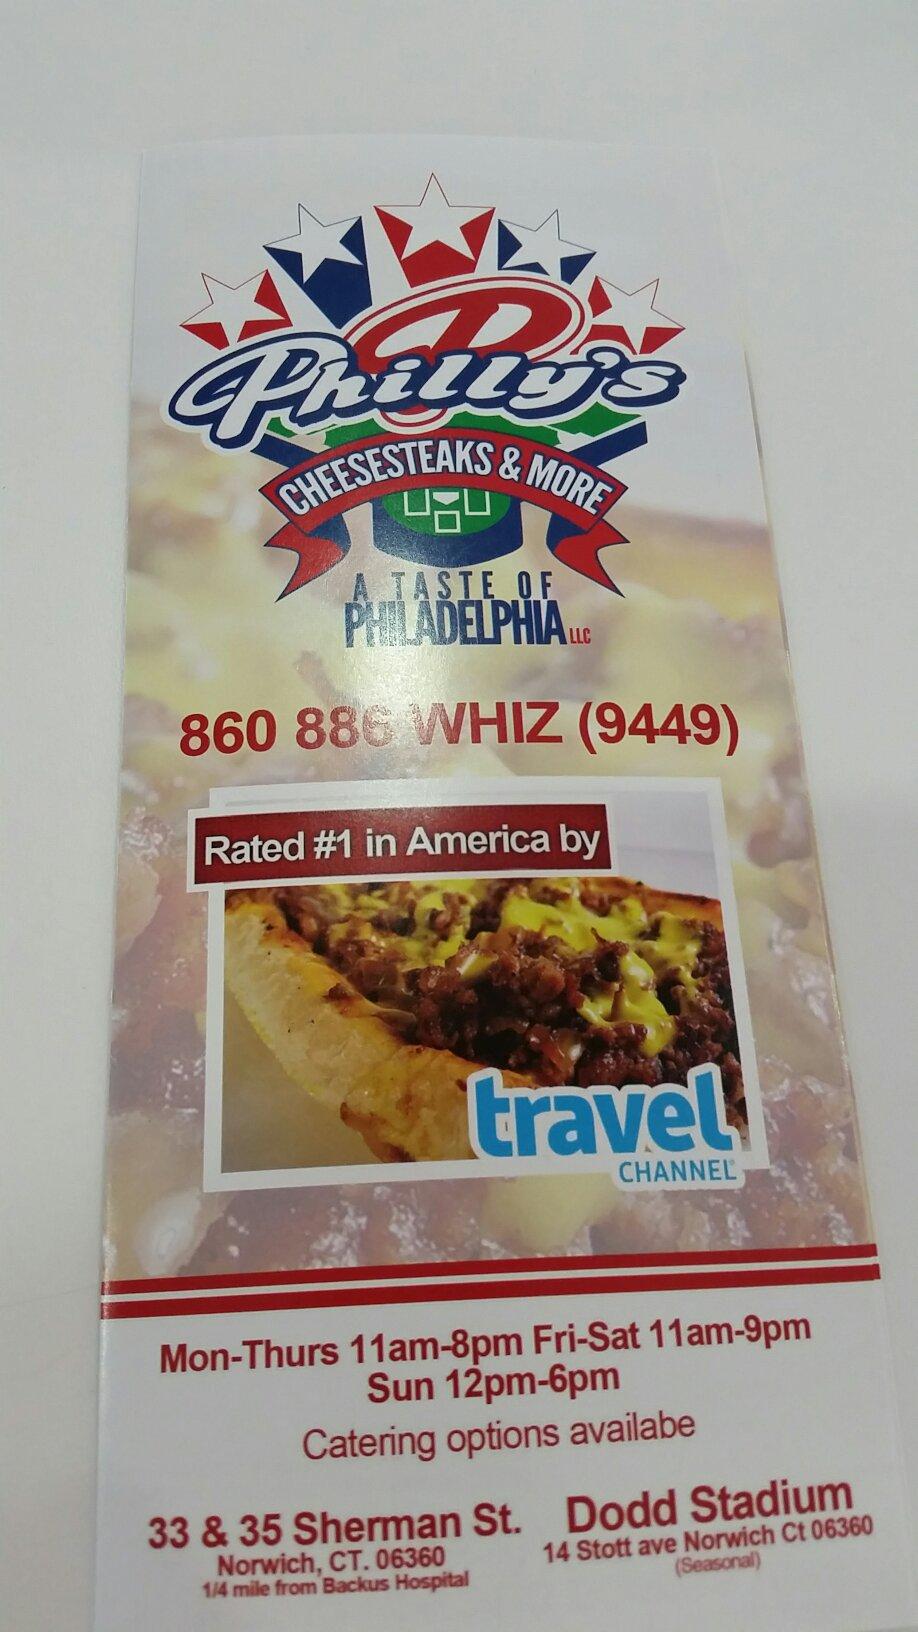 Philly's
CHEESESTEAKS & MORE
A TASTE OF
PHILADELPHIA LLC
860 886 WHIZ (9449)
Rated #1 in America by
travel
CHANNEL
Mon-Thurs 11am-8pm Fri-Sat 11am-9pm
Sun 12pm-6pm
Catering options availabe
33 & 35 Sherman St.
Norwich, CT. 06360
1/4 mile from Backus Hospital
Dodd Stadium
14 Stott ave Norwich Ct 06360
(Seasonal)